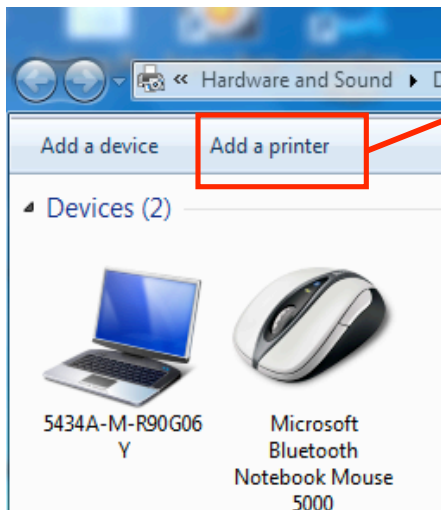 « Hardware and Sound ▸ D
Add a device Add a printer
Devices (2)
5434A-M-R90G06
Y
Microsoft
Bluetooth
Notebook Mouse
5000